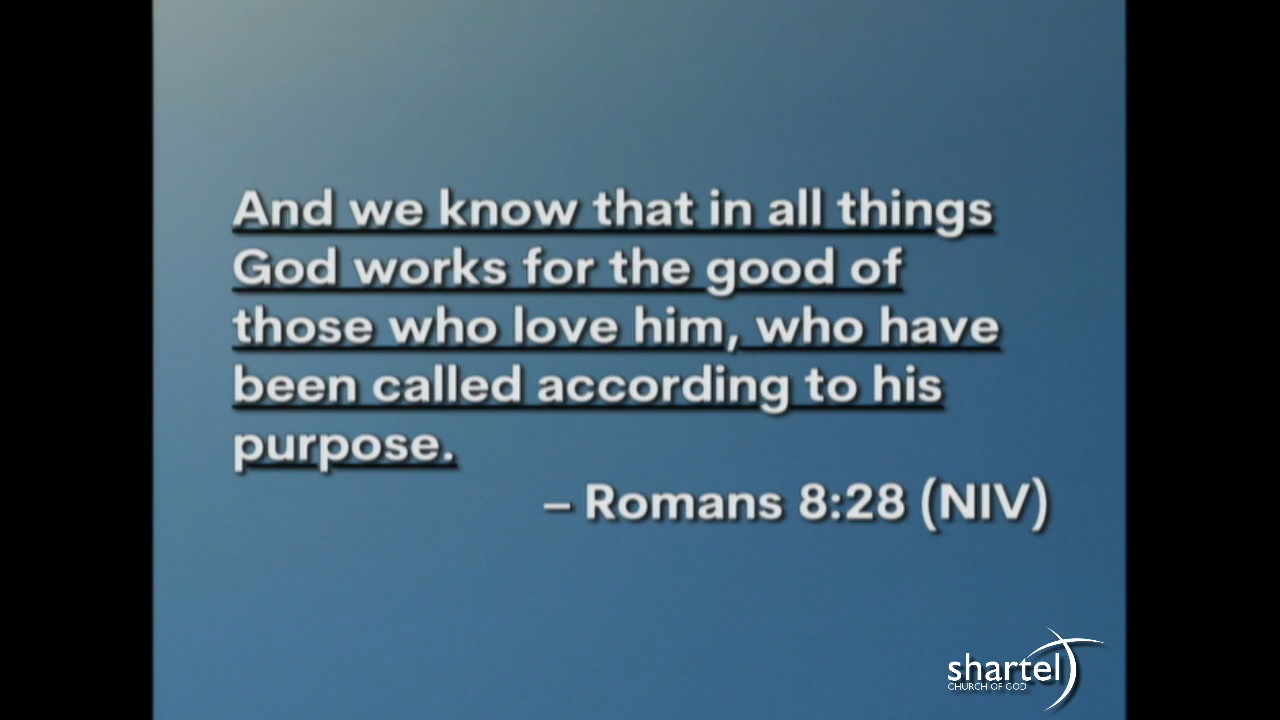 And we know that in all things
God works for the good of
those who love him, who have
been called according to his
purpose.
– Romans 8:28 (NIV)
shartel
CHURCH OF GOD